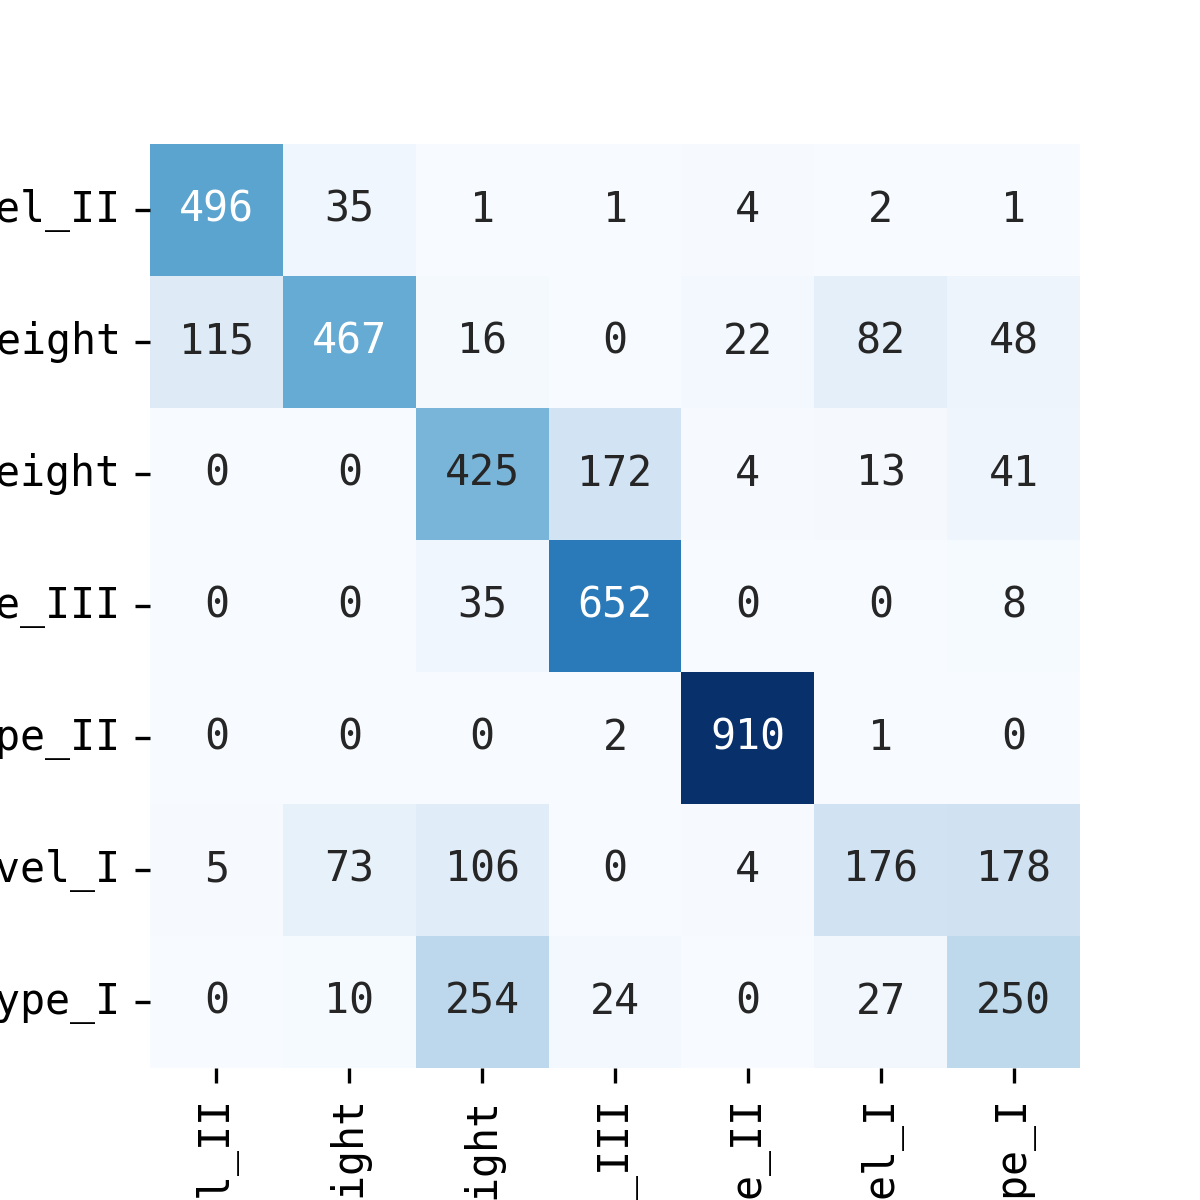 el_II 496 35 1 1 4 2 1
eight 115 467 16 0 22 82 48
eight 0 0 425 172 4 13 41
e_III 0 0 35 652 0 0 8
pe_II 0 0 0 2 910 1 0
vel_I 5 73 106 0 4 176 178
ype_I 0 10 254 24 0 27 250
l_II
ight
ight
_III
e_II
el_I
pe_I